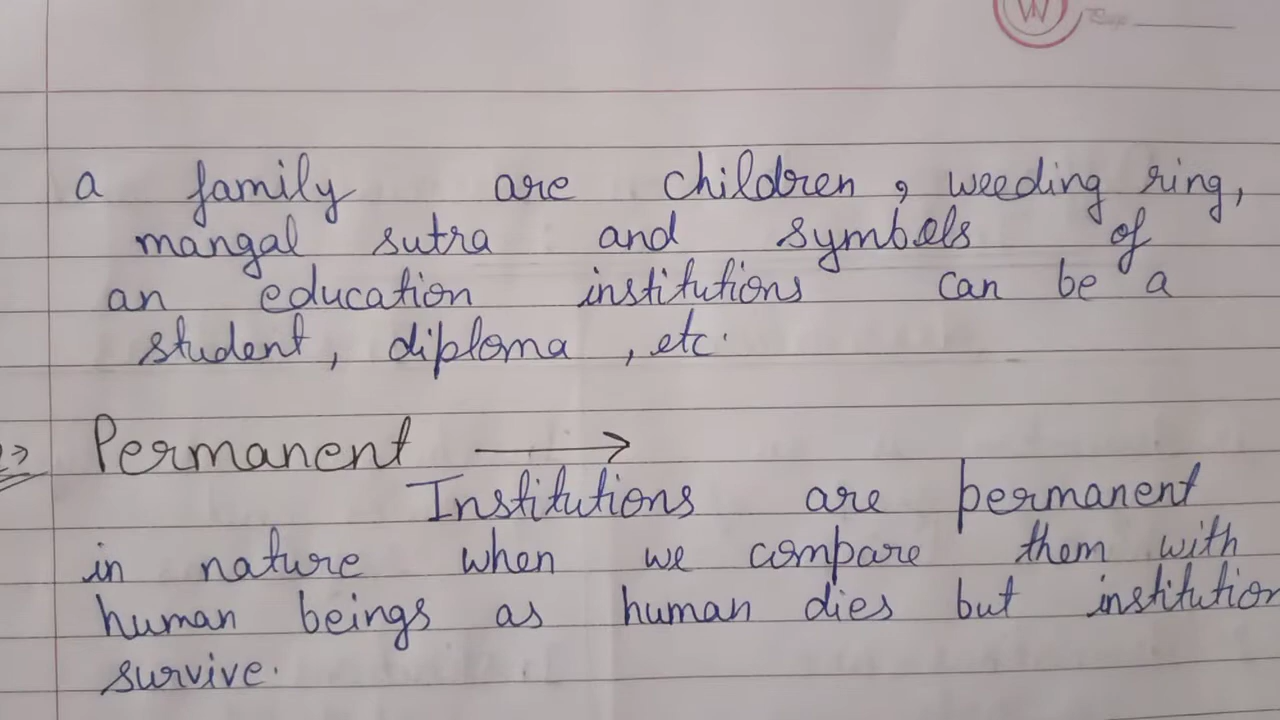 a family are children, weeding ring,
mangal sutra and symbols of
an education institutions can be a
student, diploma, etc.
Permanent →
Institutions are permanent
in nature when we compare them with
human beings as human dies but institution
survive.